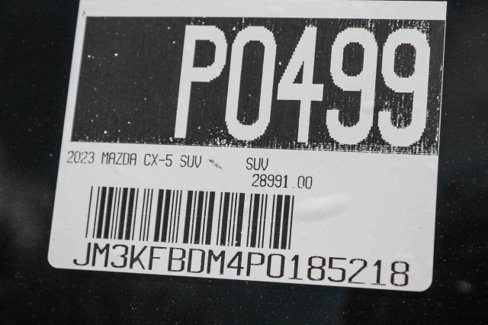 P0499
2023 MAZDA CX-5 SUV SUV
28991.00
JM3KFBDM4P0185218